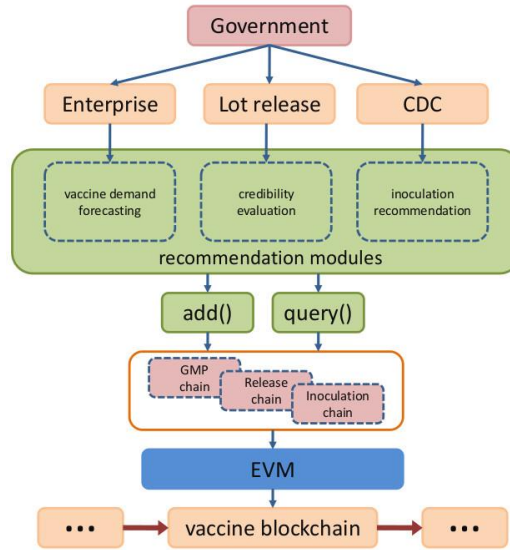 Government
Enterprise
Lot release
CDC
vaccine demand
forecasting
credibility
evaluation
inoculation
recommendation
recommendation modules
add()
query()
GMP
chain
Release
chain
Inoculation
chain
EVM
•••
vaccine blockchain
•••